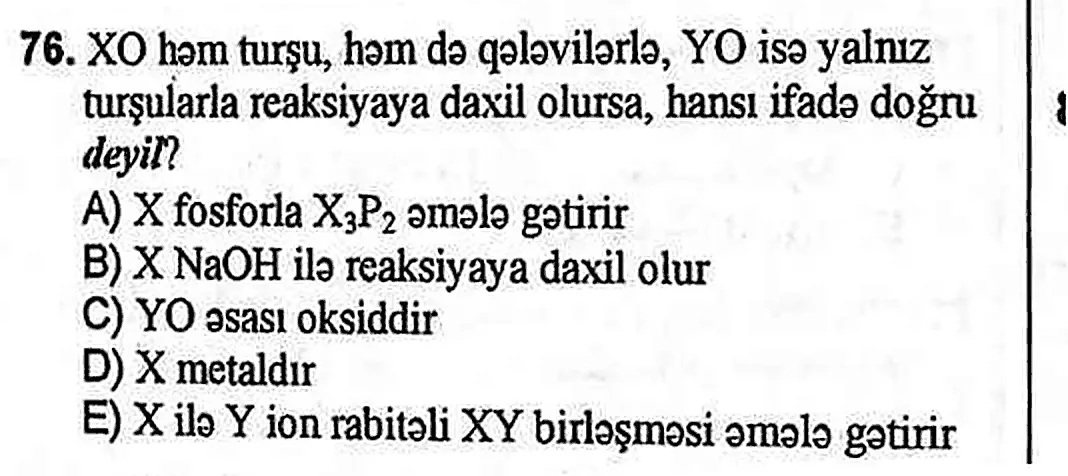 76. XO həm turşu, həm də qələvilərlə, YO isə yalnız
turşularla reaksiyaya daxil olursa, hansı ifadə doğru
deyil?
A) X fosforla X₃P₂ əmələ gətirir
B) X NaOH ilə reaksiyaya daxil olur
C) YO əsası oksiddir
D) X metaldır
E) X ilə Y ion rabitəli XY birləşməsi əmələ gətirir